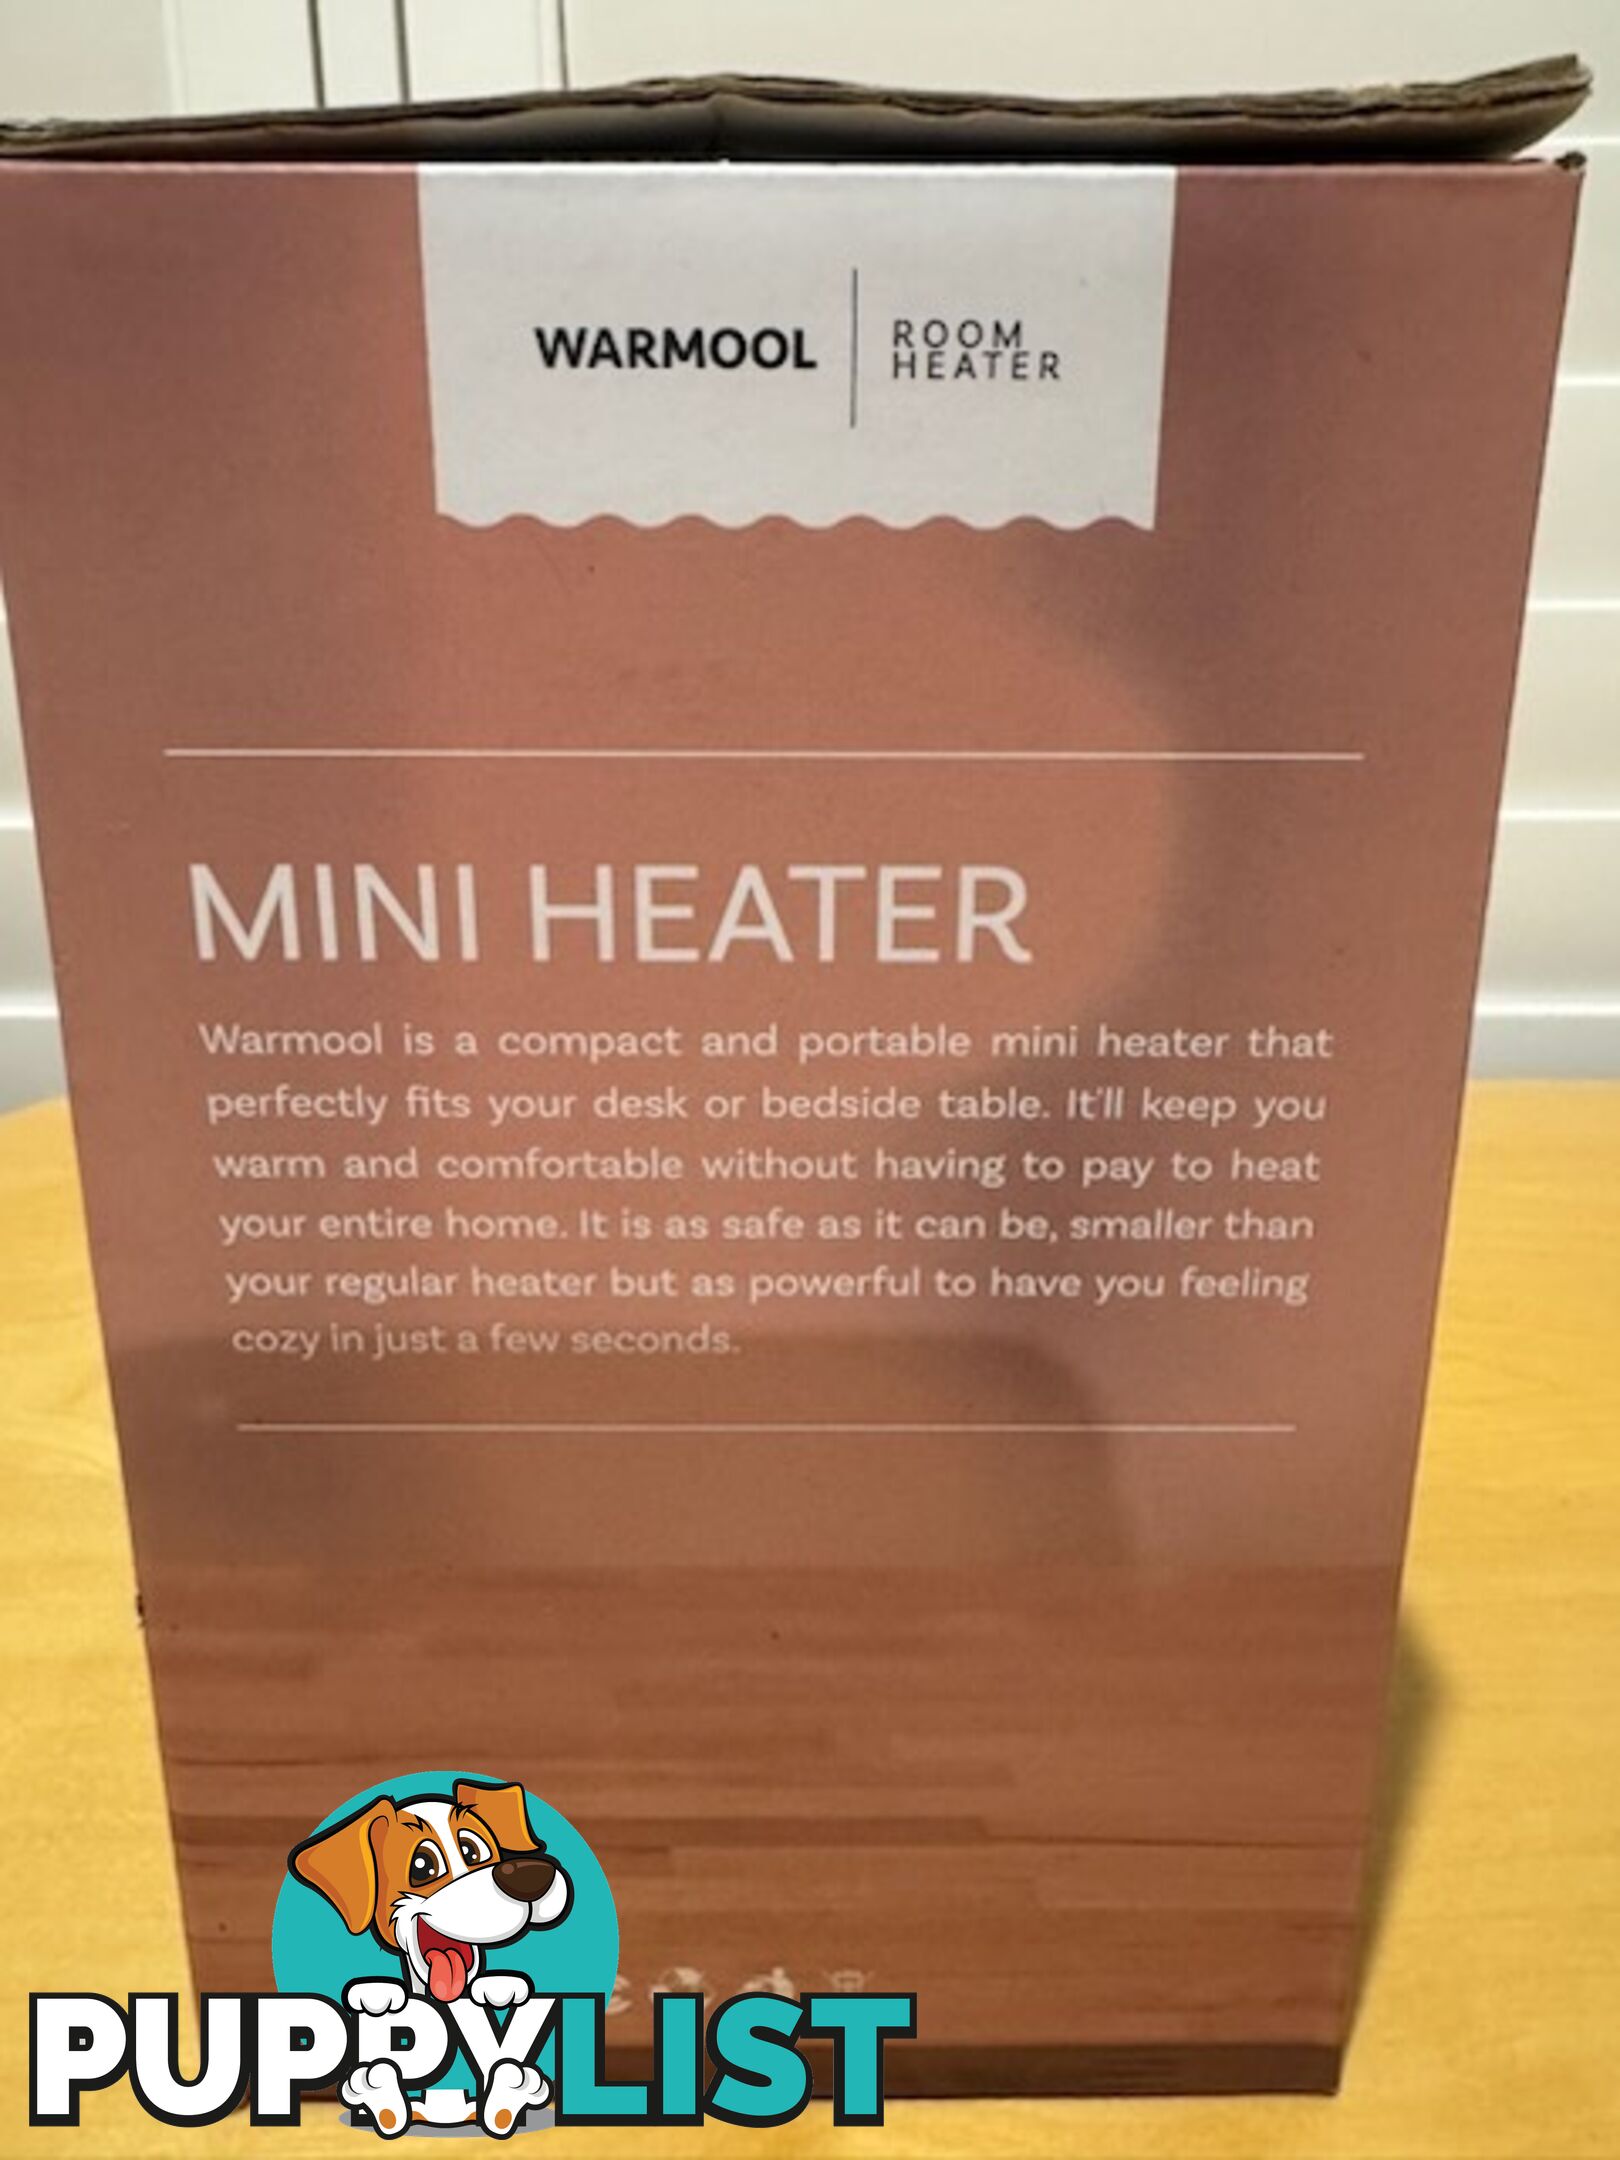 WARMOOL
ROOM
HEATER
MINI HEATER
Warmool is a compact and portable mini heater that
perfectly fits your desk or bedside table. It'll keep you
warm and comfortable without having to pay to heat
your entire home. It is as safe as it can be, smaller than
your regular heater but as powerful to have you feeling
cozy in just a few seconds.
PUPPYLIST